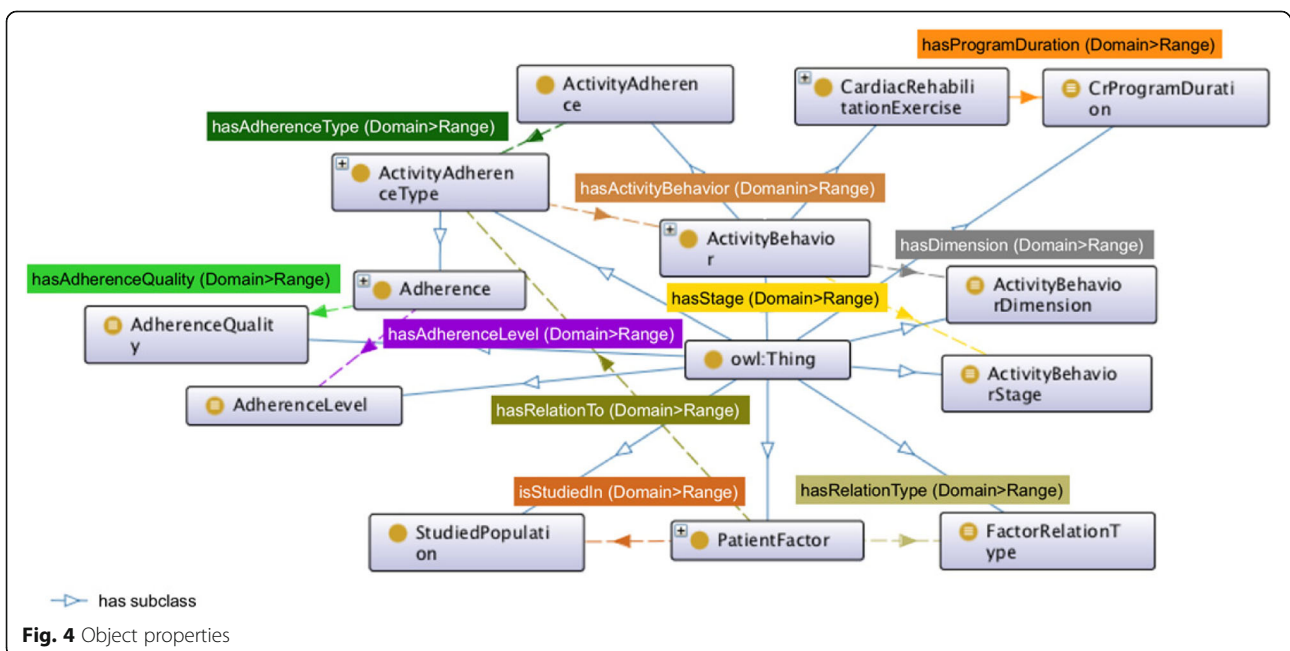 hasProgramDuration (Domain>Range)
ActivityAdheren
ce
CardiacRehabili
tationExercise
CrProgramDurati
on
hasAdherenceType (Domain>Range)
ActivityAdheren
ceType
hasActivityBehavior (Domanin>Range)
ActivityBehavio
r
hasDimension (Domain>Range)
hasAdherenceQuality (Domain>Range)
Adherence
hasStage (Domain>Range)
ActivityBehavio
rDimension
AdherenceQualit
y
hasAdherenceLevel (Domain>Range)
owl:Thing
ActivityBehavio
rStage
AdherenceLevel
hasRelationTo (Domain>Range)
isStudiedIn (Domain>Range)
hasRelationType (Domain>Range)
StudiedPopulati
on
PatientFactor
FactorRelationT
ype
has subclass
Fig. 4 Object properties